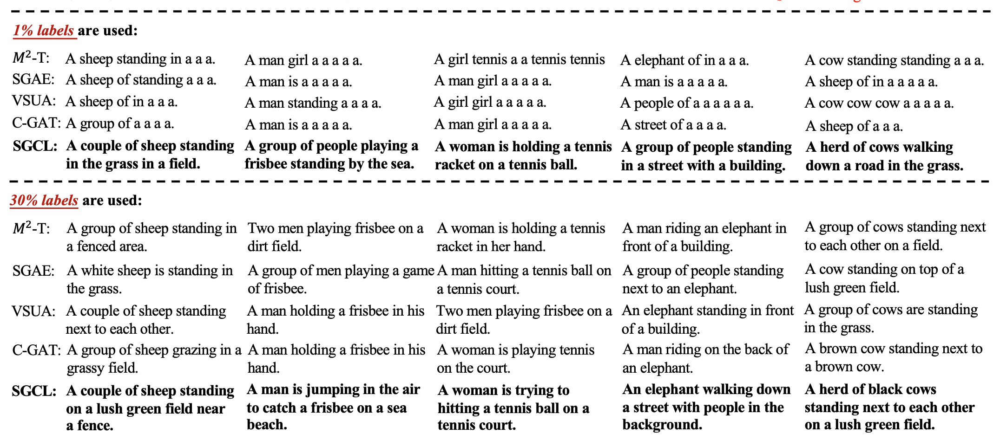 1% labels are used:
M²-T: A sheep standing in a a a. A man girl a a a a a. A girl tennis a a tennis tennis A elephant of in a a a. A cow standing standing a a a.
SGAE: A sheep of standing a a a. A man is a a a a a. A man girl a a a a a. A man is a a a a a. A sheep of in a a a a a.
VSUA: A sheep of in a a a. A man standing a a a a. A girl girl a a a a a. A people of a a a a a a. A cow cow cow a a a a a.
C-GAT: A group of a a a a. A man is a a a a a. A man girl a a a a a. A street of a a a a. A sheep of a a a.
SGCL: A couple of sheep standing A group of people playing a A woman is holding a tennis A group of people standing A herd of cows walking
in the grass in a field. frisbee standing by the sea. racket on a tennis ball. in a street with a building. down a road in the grass.
30% labels are used:
M²-T: A group of sheep standing in Two men playing frisbee on a A woman is holding a tennis A man riding an elephant in A group of cows standing next
a fenced area. dirt field. racket in her hand. front of a building. to each other on a field.
SGAE: A white sheep is standing in A group of men playing a game A man hitting a tennis ball on A group of people standing A cow standing on top of a
the grass. of frisbee. a tennis court. next to an elephant. lush green field.
VSUA: A couple of sheep standing A man holding a frisbee in his Two men playing frisbee on a An elephant standing in front A group of cows are standing
next to each other. hand. dirt field. of a building. in the grass.
C-GAT: A group of sheep grazing in a A man holding a frisbee in his A woman is playing tennis A man riding on the back of A brown cow standing next to
grassy field. hand. on the court. an elephant. a brown cow.
SGCL: A couple of sheep standing A man is jumping in the air A woman is trying to An elephant walking down A herd of black cows
on a lush green field near to catch a frisbee on a sea hitting a tennis ball on a a street with people in the standing next to each other
a fence. beach. tennis court. background. on a lush green field.